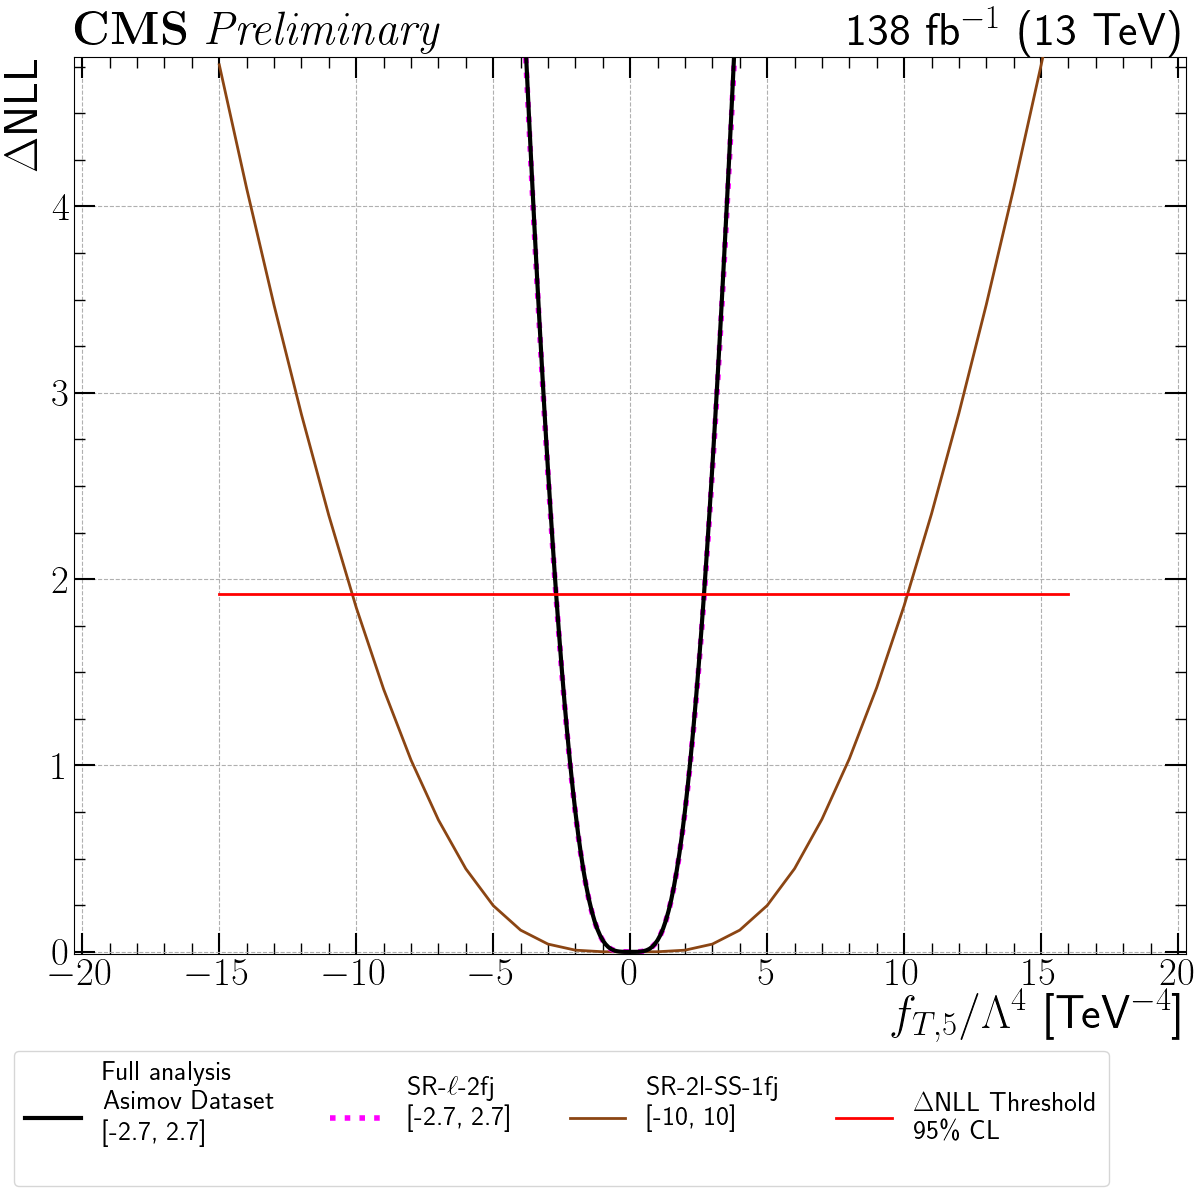 CMS Preliminary 138 fb⁻¹ (13 TeV)
ΔNLL
4
3
2
1
0
−20 −15 −10 −5 0 5 10 15 20
f_{T,5}/Λ⁴ [TeV⁻⁴]
Full analysis
Asimov Dataset
[-2.7, 2.7]
SR-ℓ-2fj
[-2.7, 2.7]
SR-2l-SS-1fj
[-10, 10]
ΔNLL Threshold
95% CL